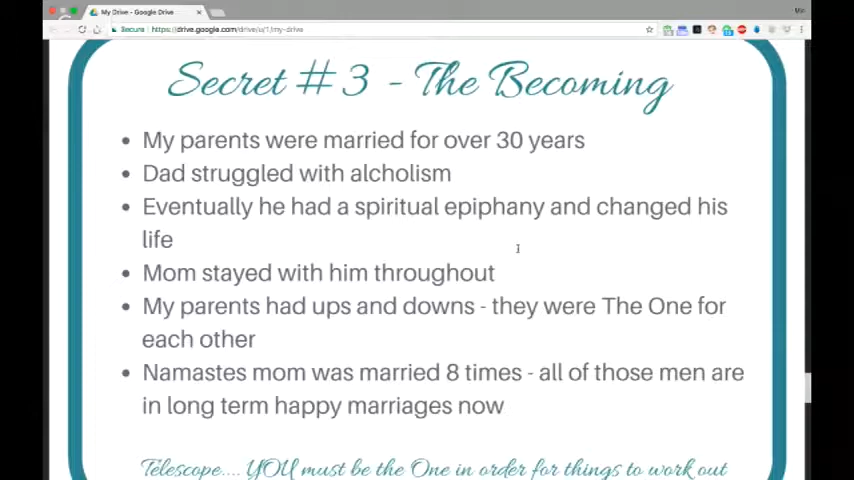 My Drive - Google Drive
Secure | https://drive.google.com/drive/u/1/my-drive
Secret #3 - The Becoming
• My parents were married for over 30 years
• Dad struggled with alcholism
• Eventually he had a spiritual epiphany and changed his
life
• Mom stayed with him throughout
• My parents had ups and downs - they were The One for
each other
• Namastes mom was married 8 times - all of those men are
in long term happy marriages now
Telescope.... YOU must be the One in order for things to work out